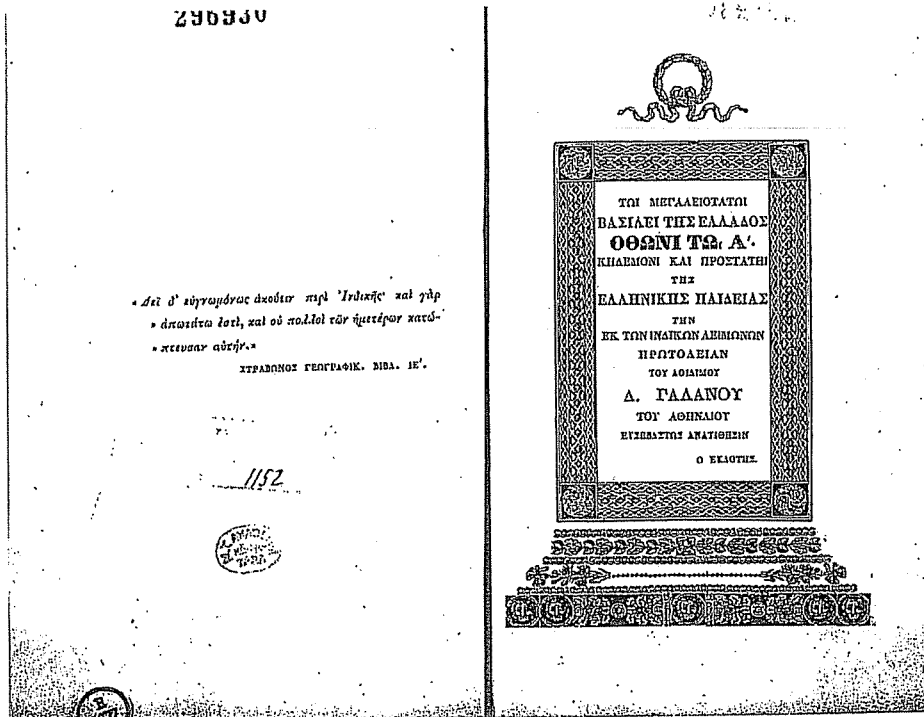 296930
« Δεῖ δ' εὐγνωμόνως ἀκούειν περὶ Ἰνδικῆς· καὶ γὰρ
» ἀπωτάτω ἐστὶ, καὶ οὐ πολλοὶ τῶν ἡμετέρων κατώ-
» πτευσαν αὐτήν.»
ΣΤΡΑΒΩΝΟΣ ΓΕΩΓΡΑΦΙΚ. ΒΙΒΛ. ΙΕ'.
1152
ΤΩΙ ΜΕΓΑΛΕΙΟΤΑΤΩΙ
ΒΑΣΙΛΕΙ ΤΗΣ ΕΛΛΑΔΟΣ
ΟΘΩΝΙ ΤΩι Α'.
ΚΗΔΕΜΟΝΙ ΚΑΙ ΠΡΟΣΤΑΤΗΙ
ΤΗΣ
ΕΛΛΗΝΙΚΗΣ ΠΑΙΔΕΙΑΣ
ΤΗΝ
ΕΚ ΤΩΝ ΙΝΔΙΚΩΝ ΛΕΙΜΩΝΩΝ
ΠΡΩΤΟΛΕΙΑΝ
ΤΟΥ ΑΟΙΔΙΜΟΥ
Δ. ΓΑΛΑΝΟΥ
ΤΟΥ ΑΘΗΝΑΙΟΥ
ΕΥΣΕΒΑΣΤΩΣ ΑΝΑΤΙΘΗΣΙΝ
Ο ΕΚΔΟΤΗΣ.